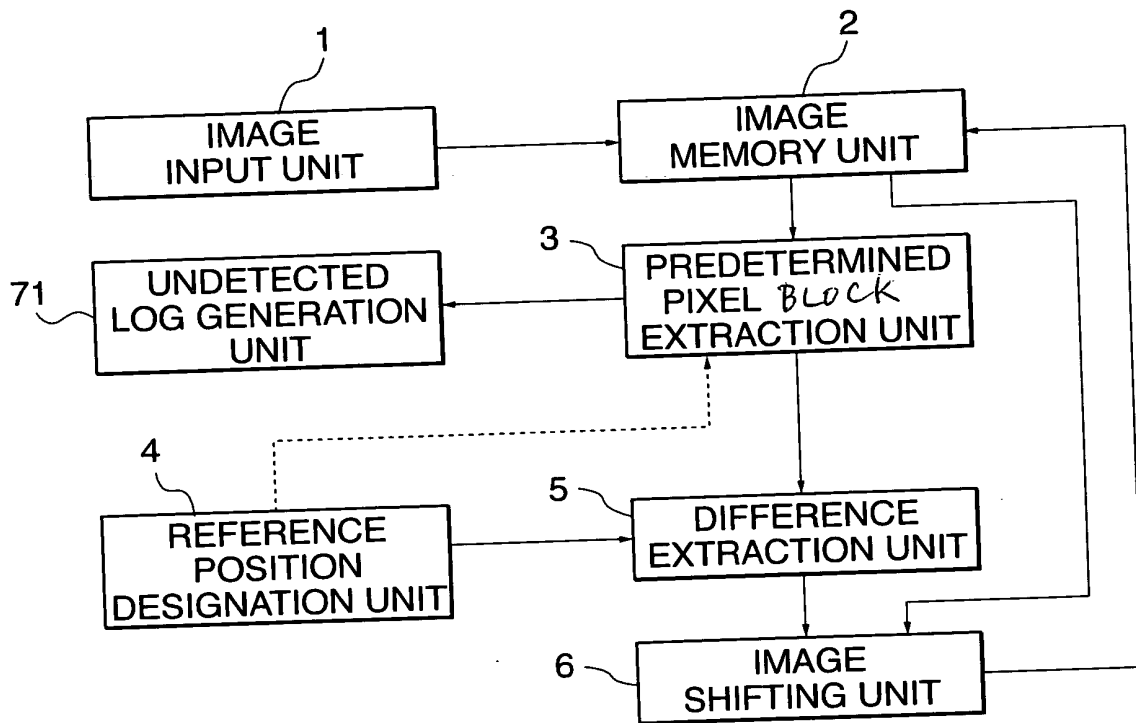 1
IMAGE
INPUT UNIT
2
IMAGE
MEMORY UNIT
3
PREDETERMINED
PIXEL BLOCK
EXTRACTION UNIT
71
UNDETECTED
LOG GENERATION
UNIT
4
REFERENCE
POSITION
DESIGNATION UNIT
5
DIFFERENCE
EXTRACTION UNIT
6
IMAGE
SHIFTING UNIT